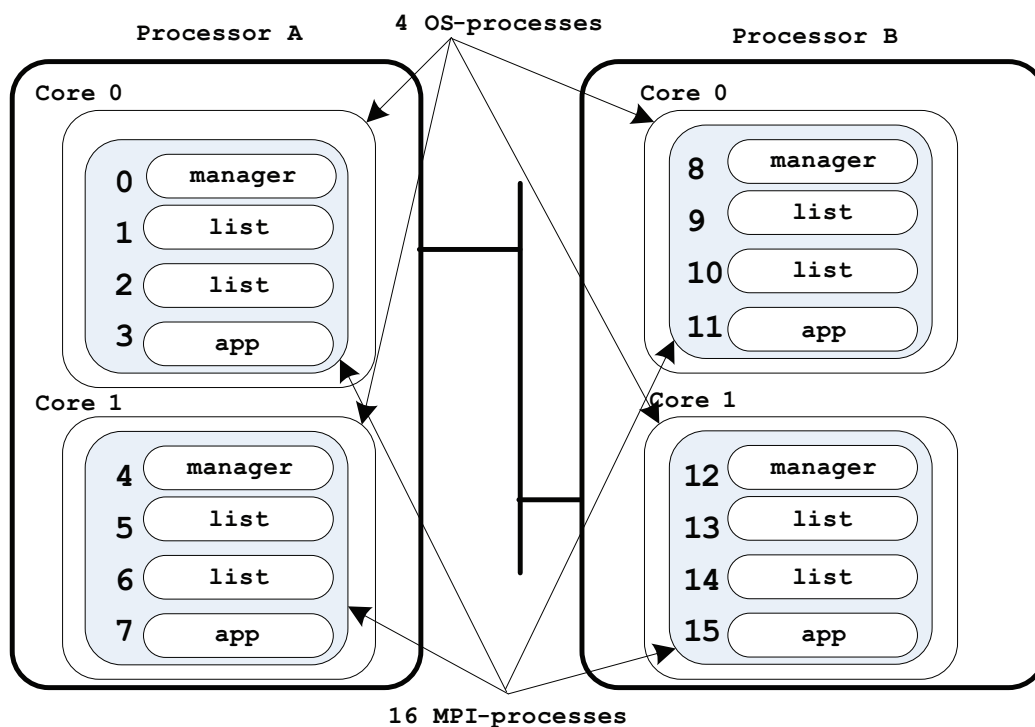 4 OS-processes
Processor A
Processor B
Core 0
0 manager
1 list
2 list
3 app
Core 1
4 manager
5 list
6 list
7 app
Core 0
8 manager
9 list
10 list
11 app
Core 1
12 manager
13 list
14 list
15 app
16 MPI-processes